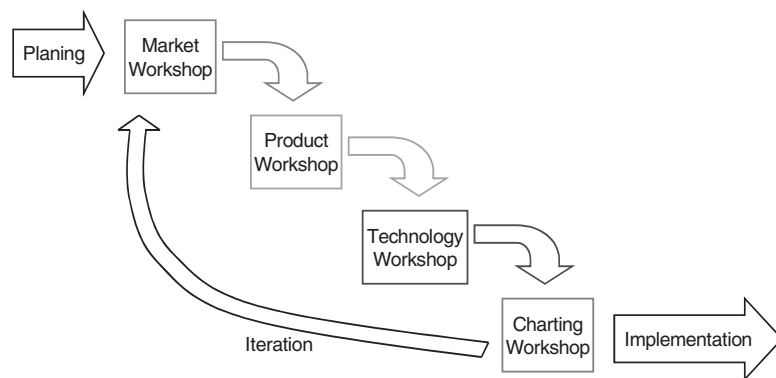 Planing
Market
Workshop
Product
Workshop
Technology
Workshop
Charting
Workshop
Implementation
Iteration